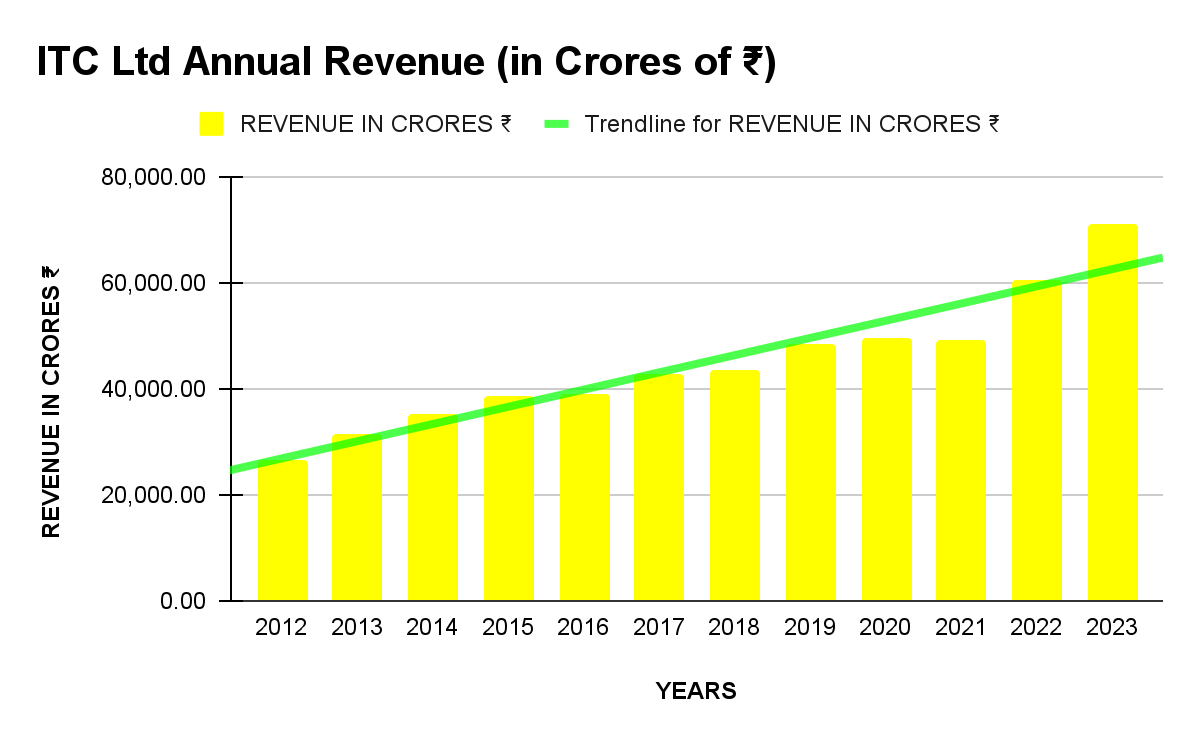 ITC Ltd Annual Revenue (in Crores of ₹)
REVENUE IN CRORES ₹ Trendline for REVENUE IN CRORES ₹
80,000.00
60,000.00
40,000.00
20,000.00
0.00
REVENUE IN CRORES ₹
2012 2013 2014 2015 2016 2017 2018 2019 2020 2021 2022 2023
YEARS